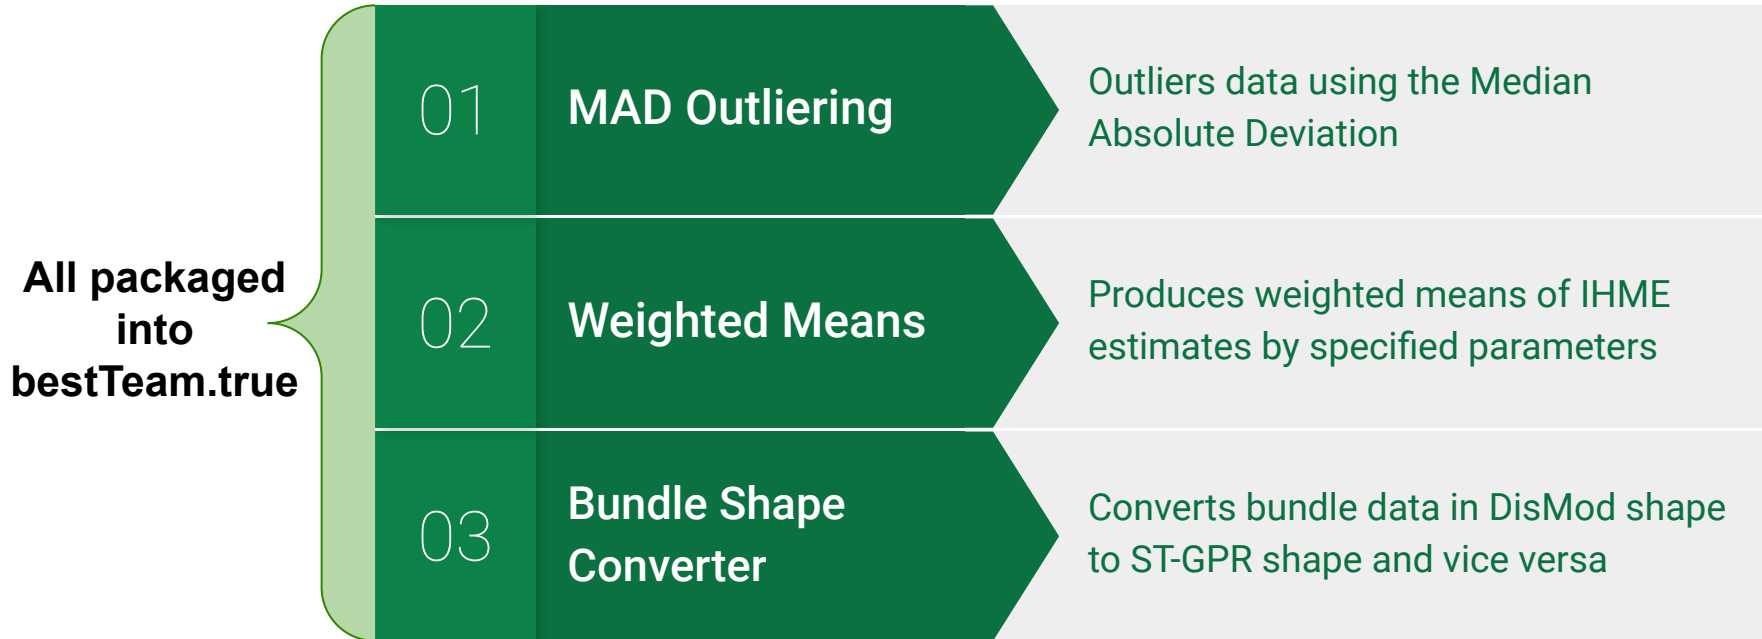 All packaged
into
bestTeam.true
01
MAD Outliering
Outliers data using the Median
Absolute Deviation
02
Weighted Means
Produces weighted means of IHME
estimates by specified parameters
03
Bundle Shape
Converter
Converts bundle data in DisMod shape
to ST-GPR shape and vice versa